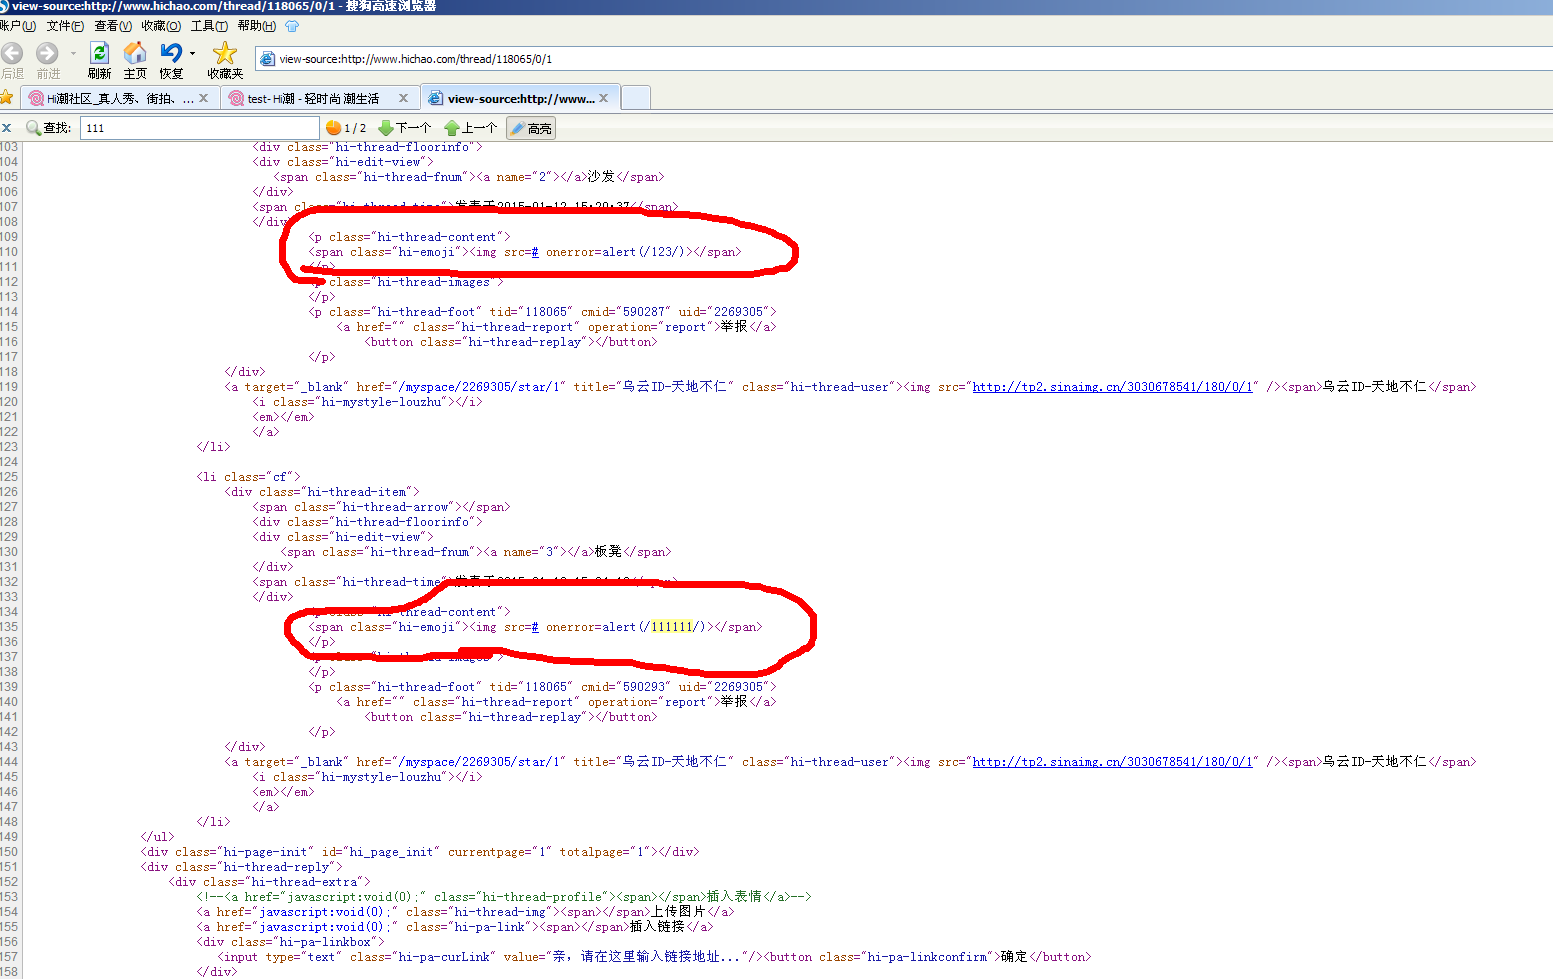 view-source:http://www.hichao.com/thread/118065/0/1 - 搜狗高速浏览器
账户(U) 文件(F) 查看(V) 收藏(O) 工具(T) 帮助(H)
后退 前进 刷新 主页 恢复 收藏夹 view-source:http://www.hichao.com/thread/118065/0/1
Hi潮社区_真人秀、街拍、... test- Hi潮 - 轻时尚 潮生活 view-source:http://www...
查找: 111 1 / 2 下一个 上一个 高亮
103 <div class="hi-thread-floorinfo">
104 <div class="hi-edit-view">
105 <span class="hi-thread-fnum"><a name="2"></a>沙发</span>
106 </div>
107 <span class="hi-thread-time">发表于2015-01-12 15:20:37</span>
108 </div>
109 <p class="hi-thread-content">
110 <span class="hi-emoji"><img src=# onerror=alert(/123/)></span>
111 </p>
112 <p class="hi-thread-images">
113 </p>
114 <p class="hi-thread-foot" tid="118065" cmid="590287" uid="2269305">
115 <a href="" class="hi-thread-report" operation="report">举报</a>
116 <button class="hi-thread-replay"></button>
117 </p>
118 </div>
119 <a target="_blank" href="/myspace/2269305/star/1" title="乌云ID-天地不仁" class="hi-thread-user"><img src="http://tp2.sinaimg.cn/3030678541/180/0/1" /><span>乌云ID-天地不仁</span>
120 <i class="hi-mystyle-louzhu"></i>
121 <em></em>
122 </a>
123 </li>
124
125 <li class="cf">
126 <div class="hi-thread-item">
127 <span class="hi-thread-arrow"></span>
128 <div class="hi-thread-floorinfo">
129 <div class="hi-edit-view">
130 <span class="hi-thread-fnum"><a name="3"></a>板凳</span>
131 </div>
132 <span class="hi-thread-time">发表于2015-01-12</span>
133 </div>
134 <p class="hi-thread-content">
135 <span class="hi-emoji"><img src=# onerror=alert(/111111/)></span>
136 </p>
137 <p class="hi-thread-images">
138 </p>
139 <p class="hi-thread-foot" tid="118065" cmid="590293" uid="2269305">
140 <a href="" class="hi-thread-report" operation="report">举报</a>
141 <button class="hi-thread-replay"></button>
142 </p>
143 </div>
144 <a target="_blank" href="/myspace/2269305/star/1" title="乌云ID-天地不仁" class="hi-thread-user"><img src="http://tp2.sinaimg.cn/3030678541/180/0/1" /><span>乌云ID-天地不仁</span>
145 <i class="hi-mystyle-louzhu"></i>
146 <em></em>
147 </a>
148 </li>
149 </ul>
150 <div class="hi-page-init" id="hi_page_init" currentpage="1" totalpage="1"></div>
151 <div class="hi-thread-reply">
152 <div class="hi-thread-extra">
153 <!--<a href="javascript:void(0);" class="hi-thread-profile"><span></span>插入表情</a>-->
154 <a href="javascript:void(0);" class="hi-thread-img"><span></span>上传图片</a>
155 <a href="javascript:void(0);" class="hi-pa-link"><span></span>插入链接</a>
156 <div class="hi-pa-linkbox">
157 <input type="text" class="hi-pa-curLink" value="亲，请在这里输入链接地址..."/><button class="hi-pa-linkconfirm">确定</button>
158 </div>